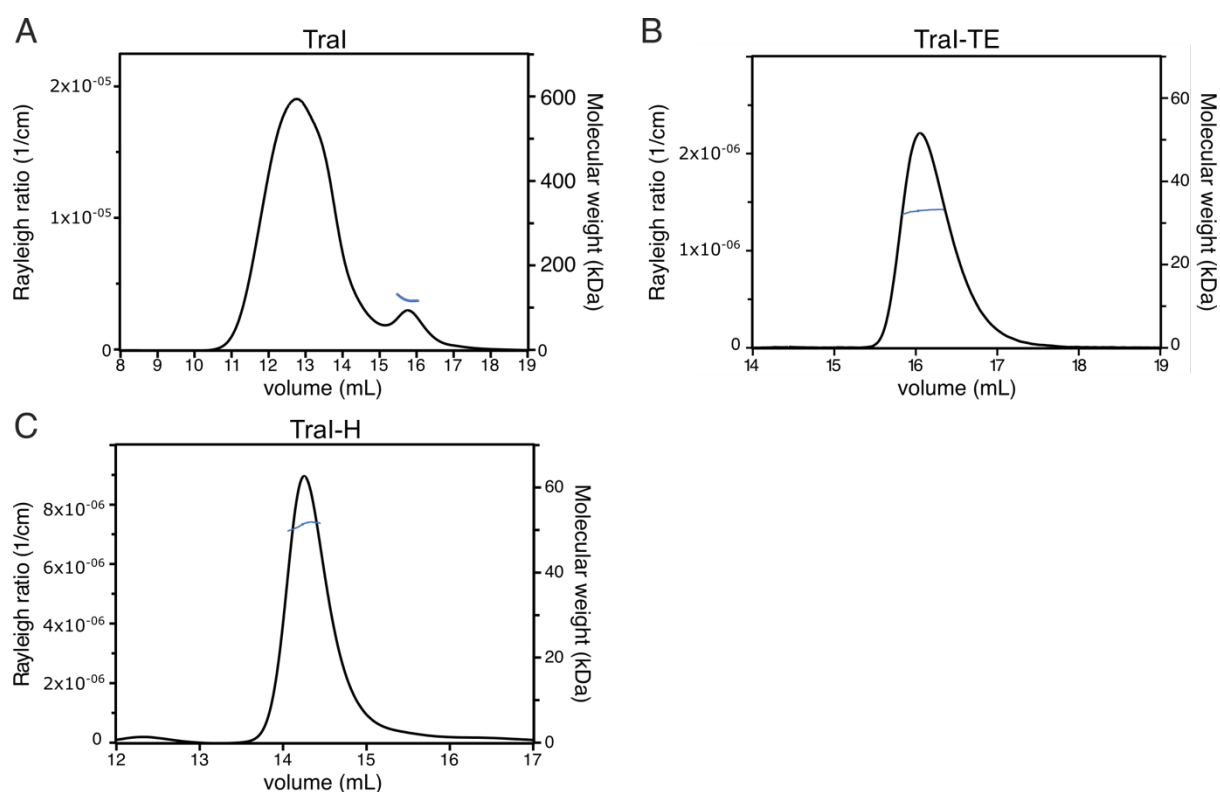 A
TraI
Rayleigh ratio (1/cm)
2x10⁻⁰⁵
1x10⁻⁰⁵
0
8 9 10 11 12 13 14 15 16 17 18 19
volume (mL)
600
400
200
0
Molecular weight (kDa)
B
TraI-TE
Rayleigh ratio (1/cm)
2x10⁻⁰⁶
1x10⁻⁰⁶
0
14 15 16 17 18 19
volume (mL)
60
40
20
0
Molecular weight (kDa)
C
TraI-H
Rayleigh ratio (1/cm)
8x10⁻⁰⁶
6x10⁻⁰⁶
4x10⁻⁰⁶
2x10⁻⁰⁶
0
12 13 14 15 16 17
volume (mL)
60
40
20
0
Molecular weight (kDa)